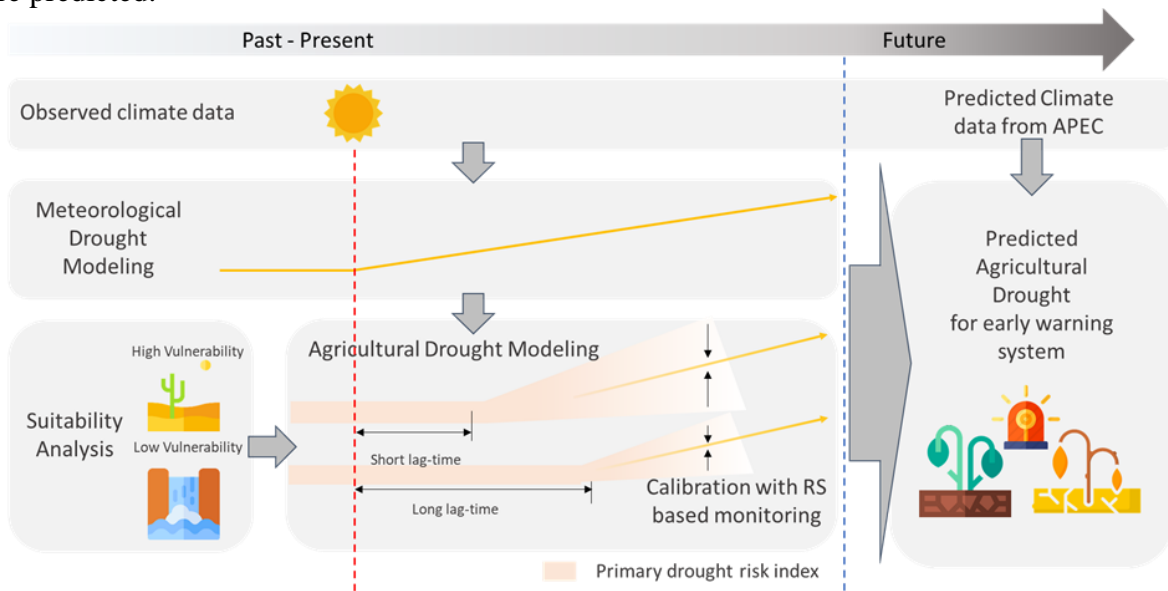 be predicted.
Past - Present
Future
Observed climate data
Predicted Climate
data from APEC
Meteorological
Drought
Modeling
Predicted
Agricultural
Drought
for early warning
system
High Vulnerability
Suitability
Analysis
Low Vulnerability
Agricultural Drought Modeling
Short lag-time
Long lag-time
Calibration with RS
based monitoring
Primary drought risk index